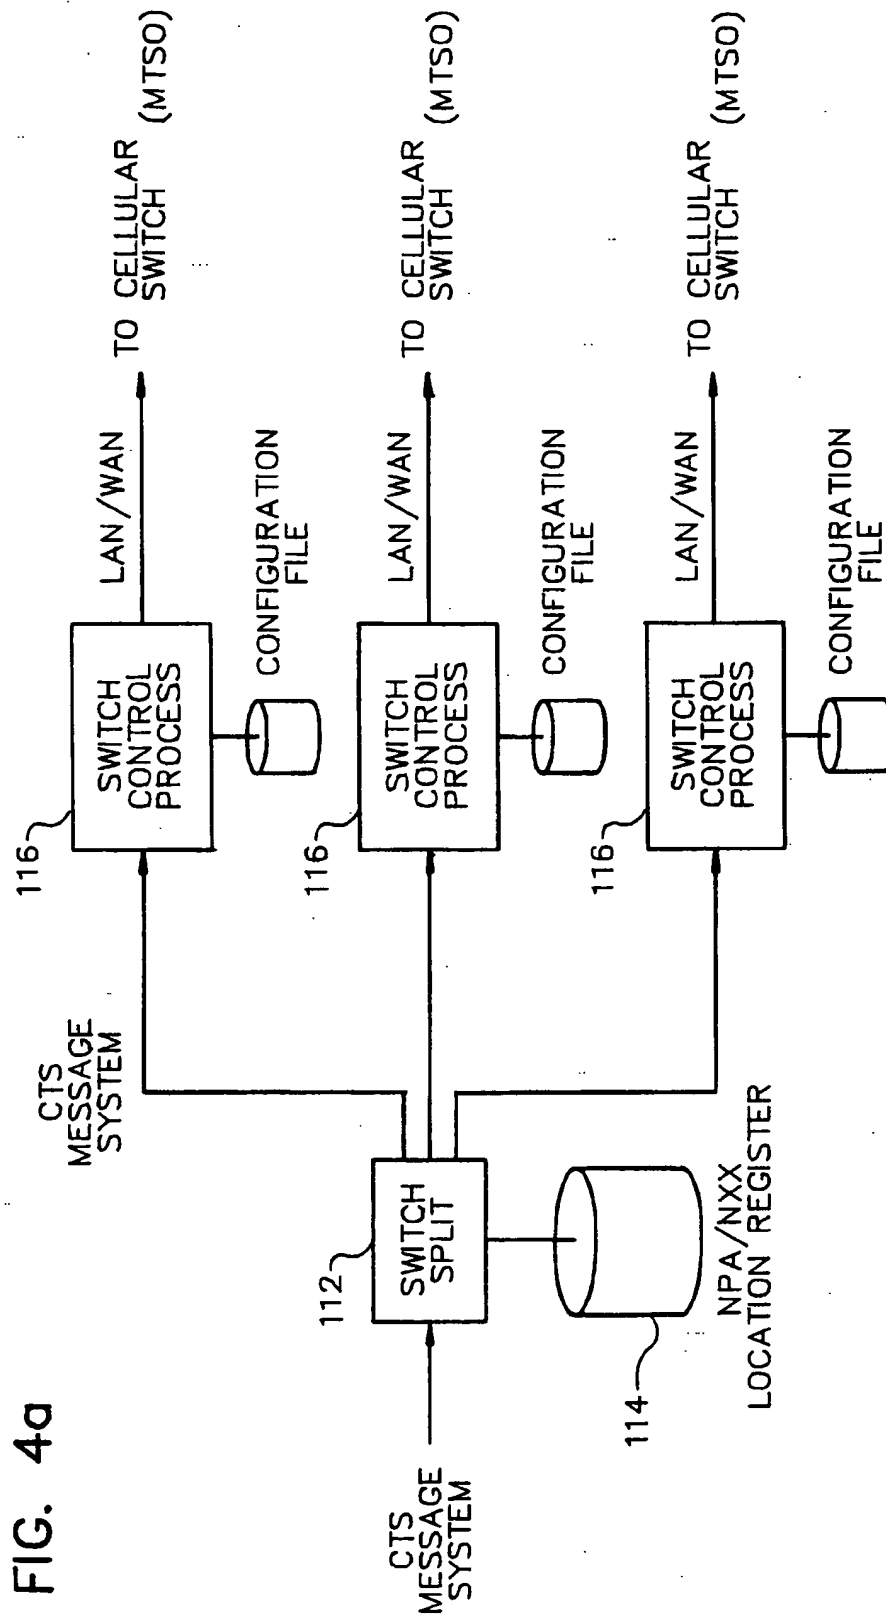 FIG. 4a
CTS
MESSAGE
SYSTEM
112
SWITCH
SPLIT
114
NPA/NXX
LOCATION REGISTER
CTS
MESSAGE
SYSTEM
116
SWITCH
CONTROL
PROCESS
CONFIGURATION
FILE
LAN/WAN
TO CELLULAR
SWITCH (MTSO)
116
SWITCH
CONTROL
PROCESS
CONFIGURATION
FILE
LAN/WAN
TO CELLULAR
SWITCH (MTSO)
116
SWITCH
CONTROL
PROCESS
CONFIGURATION
FILE
LAN/WAN
TO CELLULAR
SWITCH (MTSO)